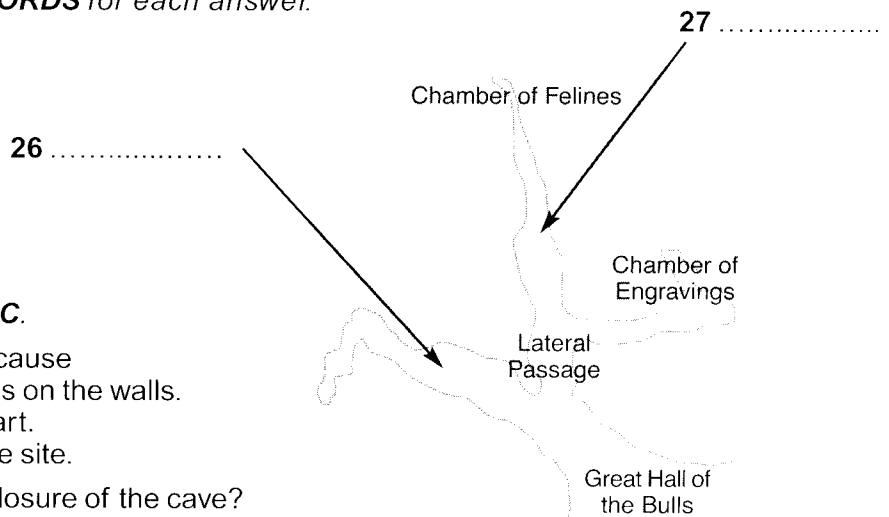 ORDS for each answer.
27 ....................
Chamber of Felines
26 ....................
Chamber of
Engravings
C.
cause
Lateral
Passage
s on the walls.
art.
e site.
Great Hall of
the Bulls
losure of the cave?